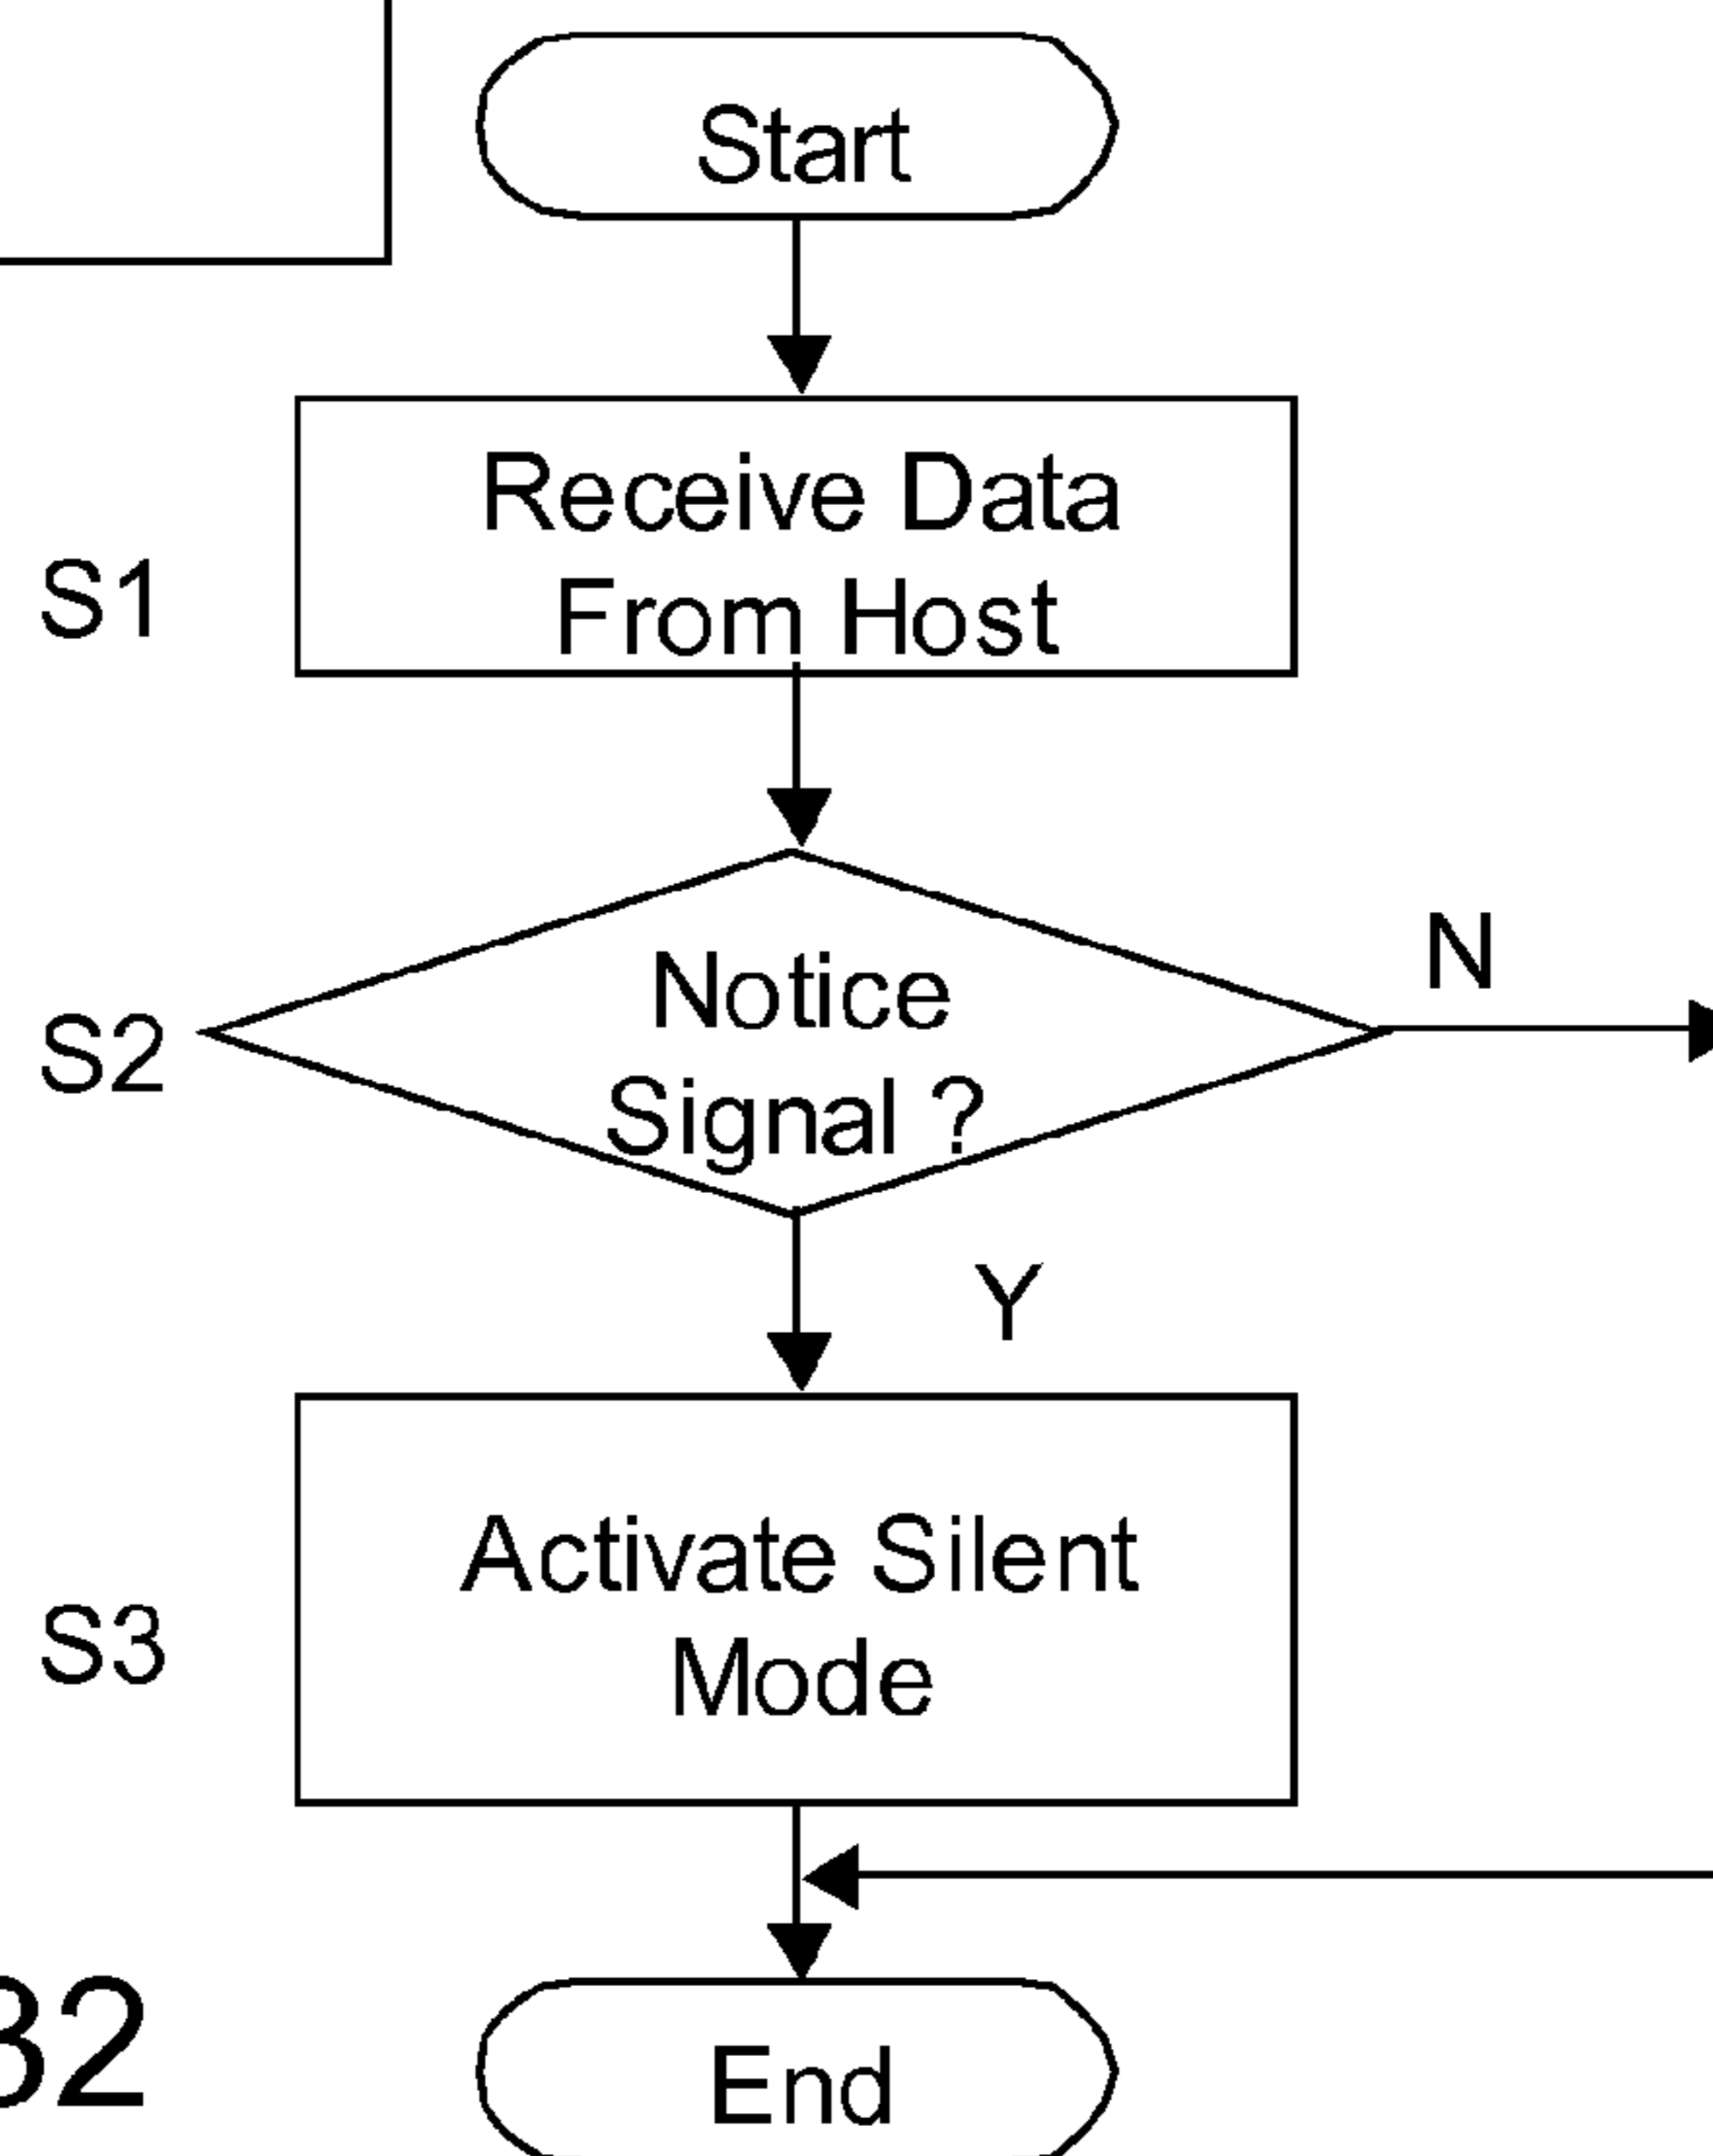 Start
Receive Data
S1
From Host
N
Notice
S2
Signal ?
Y
Activate Silent
S3
Mode
32
End